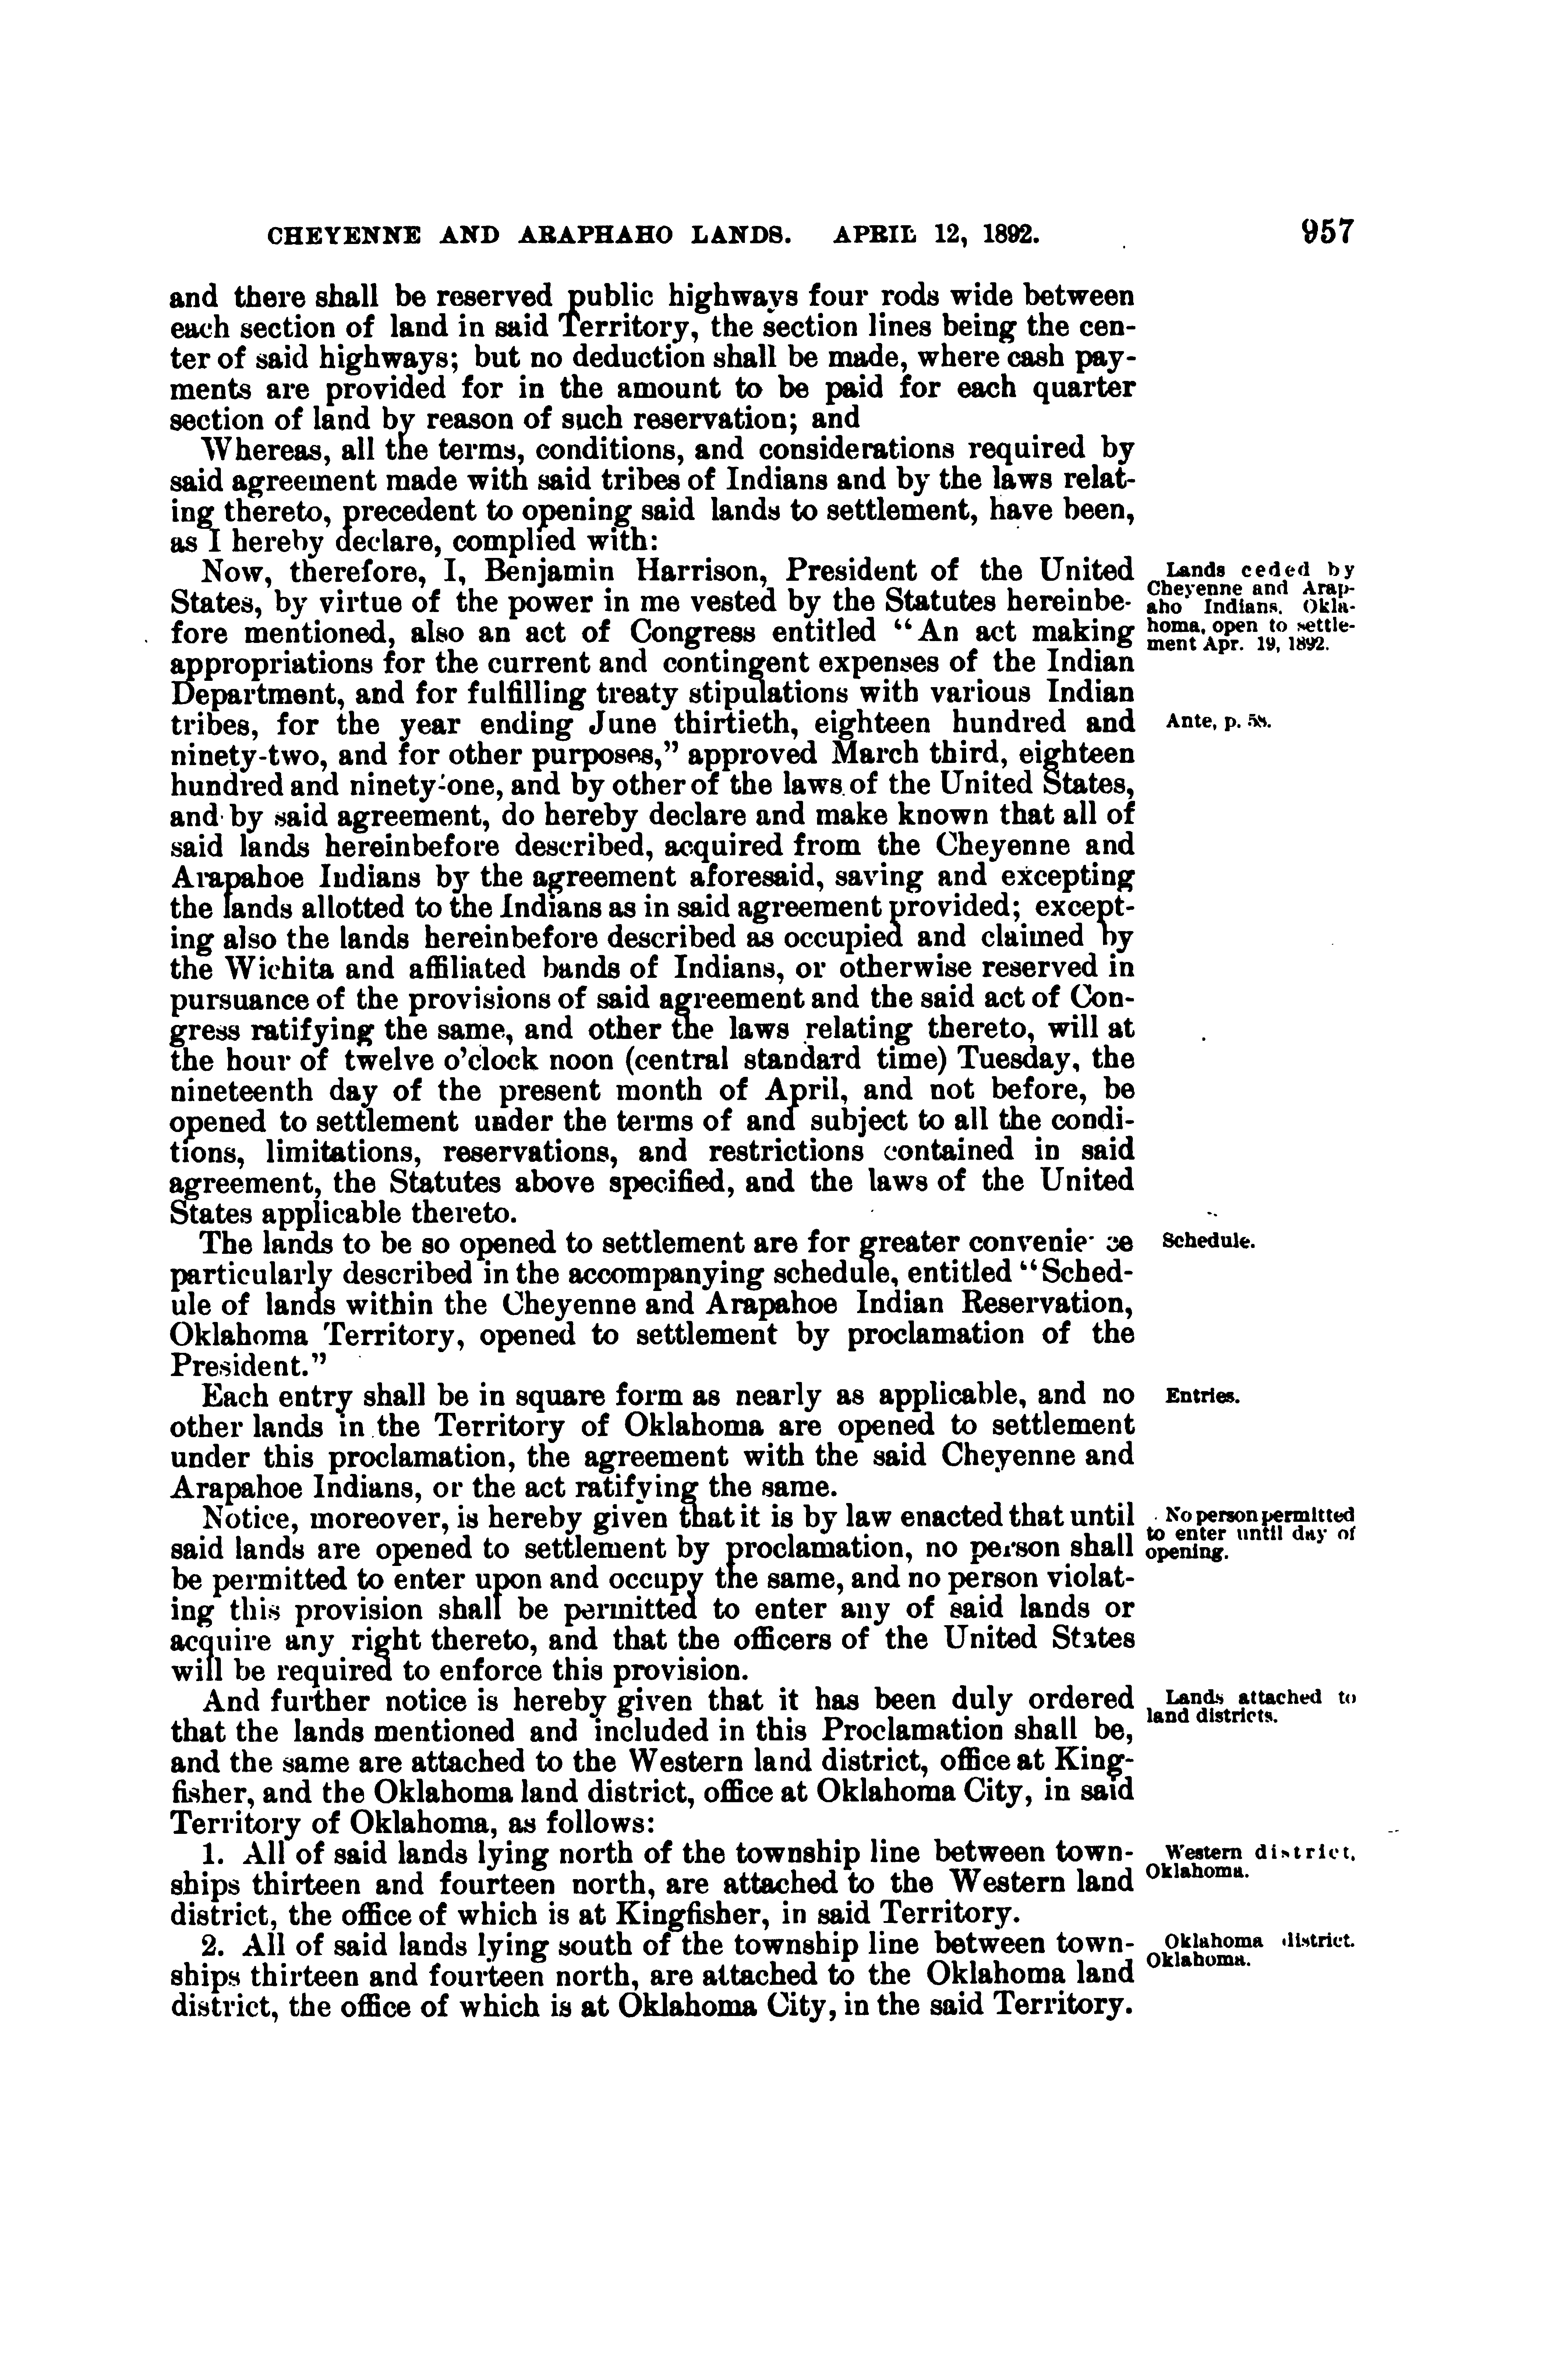 CHEYENNE AND ARAPHAHO LANDS. APRIL 12, 1892. 957
and there shall be reserved public highways four rods wide between
each section of land in said Territory, the section lines being the cen-
ter of said highways; but no deduction shall be made, where cash pay-
ments are provided for in the amount to be paid for each quarter
section of land by reason of such reservation; and
Whereas, all the terms, conditions, and considerations required by
said agreement made with said tribes of Indians and by the laws relat-
ing thereto, precedent to opening said lands to settlement, have been,
as I hereby declare, complied with:
Now, therefore, I, Benjamin Harrison, President of the United
States, by virtue of the power in me vested by the Statutes hereinbe-
fore mentioned, also an act of Congress entitled “An act making
appropriations for the current and contingent expenses of the Indian
Department, and for fulfilling treaty stipulations with various Indian
tribes, for the year ending June thirtieth, eighteen hundred and
ninety-two, and for other purposes,” approved March third, eighteen
hundred and ninety-one, and by other of the laws of the United States,
and by said agreement, do hereby declare and make known that all of
said lands hereinbefore described, acquired from the Cheyenne and
Arapahoe Indians by the agreement aforesaid, saving and excepting
the lands allotted to the Indians as in said agreement provided; except-
ing also the lands hereinbefore described as occupied and claimed by
the Wichita and affiliated bands of Indians, or otherwise reserved in
pursuance of the provisions of said agreement and the said act of Con-
gress ratifying the same, and other the laws relating thereto, will at
the hour of twelve o’clock noon (central standard time) Tuesday, the
nineteenth day of the present month of April, and not before, be
opened to settlement under the terms of and subject to all the condi-
tions, limitations, reservations, and restrictions contained in said
agreement, the Statutes above specified, and the laws of the United
States applicable thereto.
The lands to be so opened to settlement are for greater convenience
particularly described in the accompanying schedule, entitled “Sched-
ule of lands within the Cheyenne and Arapahoe Indian Reservation,
Oklahoma Territory, opened to settlement by proclamation of the
President.”
Each entry shall be in square form as nearly as applicable, and no
other lands in the Territory of Oklahoma are opened to settlement
under this proclamation, the agreement with the said Cheyenne and
Arapahoe Indians, or the act ratifying the same.
Notice, moreover, is hereby given that it is by law enacted that until
said lands are opened to settlement by proclamation, no person shall
be permitted to enter upon and occupy the same, and no person violat-
ing this provision shall be permitted to enter any of said lands or
acquire any right thereto, and that the officers of the United States
will be required to enforce this provision.
And further notice is hereby given that it has been duly ordered
that the lands mentioned and included in this Proclamation shall be,
and the same are attached to the Western land district, office at King-
fisher, and the Oklahoma land district, office at Oklahoma City, in said
Territory of Oklahoma, as follows:
1. All of said lands lying north of the township line between town-
ships thirteen and fourteen north, are attached to the Western land
district, the office of which is at Kingfisher, in said Territory.
2. All of said lands lying south of the township line between town-
ships thirteen and fourteen north, are attached to the Oklahoma land
district, the office of which is at Oklahoma City, in the said Territory.
Lands ceded by
Cheyenne and Arap-
aho Indians, Okla-
homa, open to settle-
ment Apr. 19, 1892.
Ante, p. 58.
Schedule.
Entries.
No person permitted
to enter until day of
opening.
Lands attached to
land districts.
Western district,
Oklahoma.
Oklahoma district.
Oklahoma.